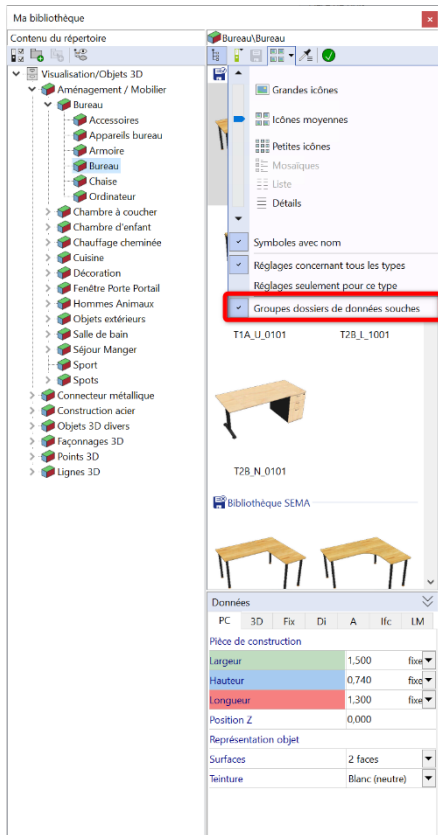 Ma bibliothèque
Contenu du répertoire
Bureau\Bureau
Visualisation/Objets 3D
Aménagement / Mobilier
Bureau
Accessoires
Appareils bureau
Armoire
Bureau
Chaise
Ordinateur
Chambre à coucher
Chambre d'enfant
Chauffage cheminée
Cuisine
Décoration
Fenêtre Porte Portail
Hommes Animaux
Objets extérieurs
Salle de bain
Séjour Manger
Sport
Spots
Connecteur métallique
Construction acier
Objets 3D divers
Façonnages 3D
Points 3D
Lignes 3D
Grandes icônes
Icônes moyennes
Petites icônes
Mosaïques
Liste
Détails
Symboles avec nom
Réglages concernant tous les types
Réglages seulement pour ce type
Groupes dossiers de données souches
T1A_U_0101 T2B_L_1001
T2B_N_0101
Bibliothèque SEMA
Données
PC 3D Fix Di A Ifc LM
Pièce de construction
Largeur 1,500 fixe
Hauteur 0,740 fixe
Longueur 1,300 fixe
Position Z 0,000
Représentation objet
Surfaces 2 faces
Teinture Blanc (neutre)